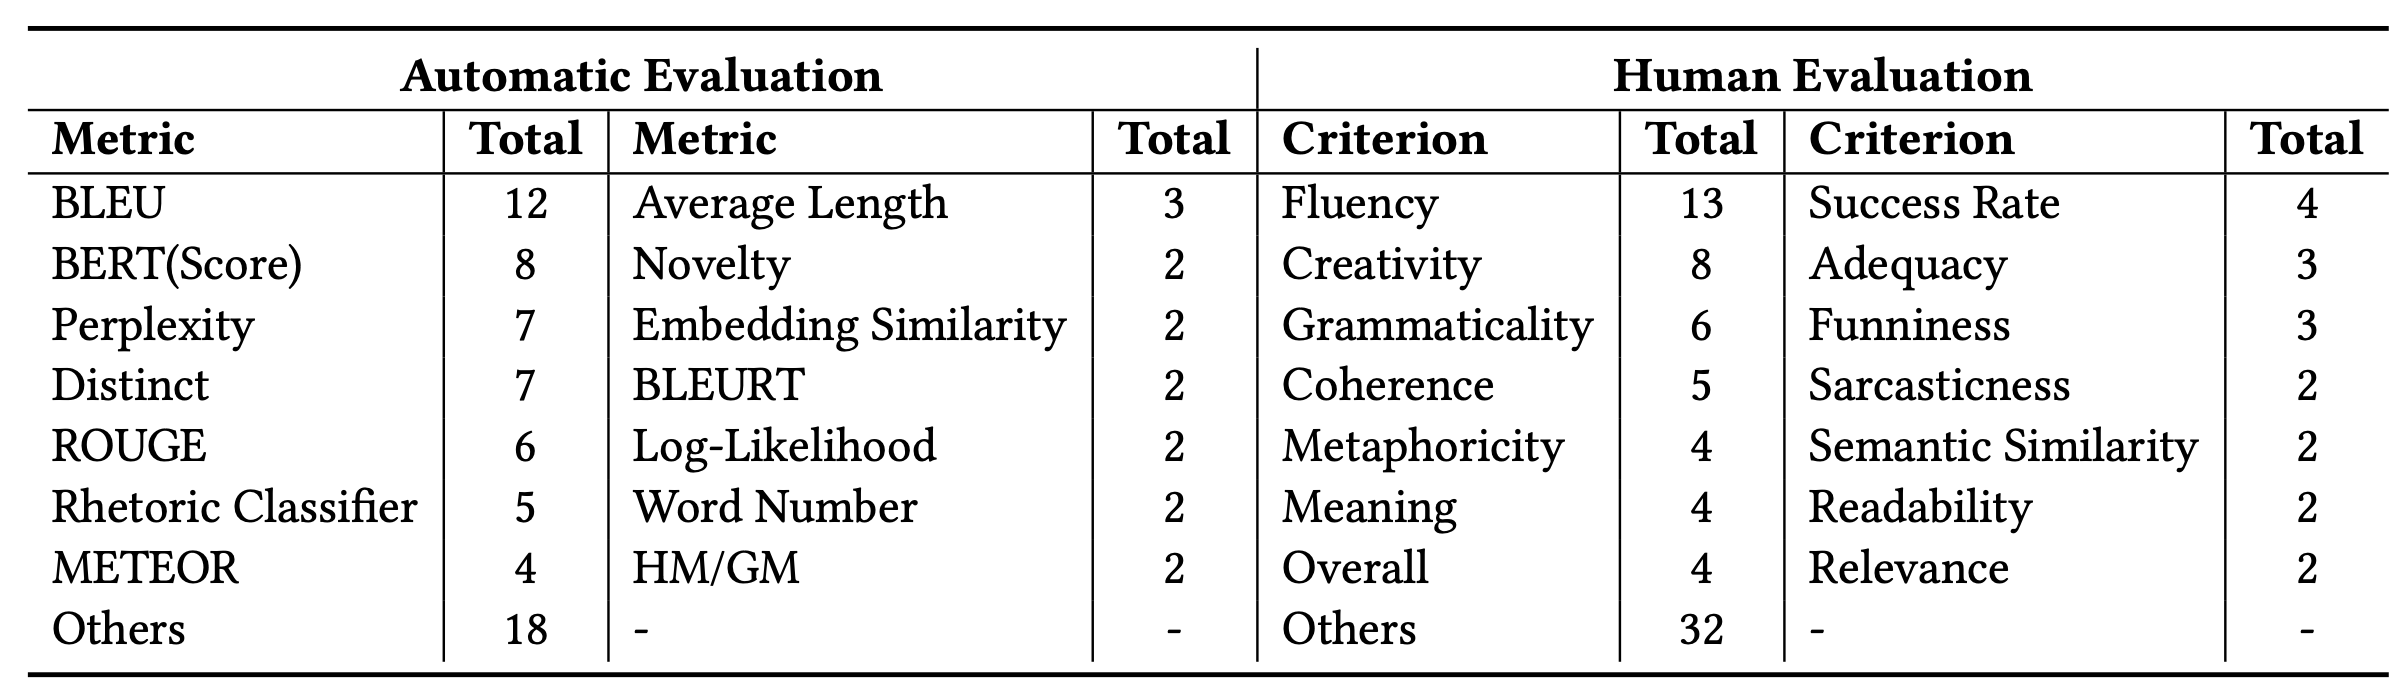 Automatic Evaluation Human Evaluation
Metric Total Metric Total Criterion Total Criterion Total
BLEU 12 Average Length 3 Fluency 13 Success Rate 4
BERT(Score) 8 Novelty 2 Creativity 8 Adequacy 3
Perplexity 7 Embedding Similarity 2 Grammaticality 6 Funniness 3
Distinct 7 BLEURT 2 Coherence 5 Sarcasticness 2
ROUGE 6 Log-Likelihood 2 Metaphoricity 4 Semantic Similarity 2
Rhetoric Classifier 5 Word Number 2 Meaning 4 Readability 2
METEOR 4 HM/GM 2 Overall 4 Relevance 2
Others 18 - - Others 32 - -